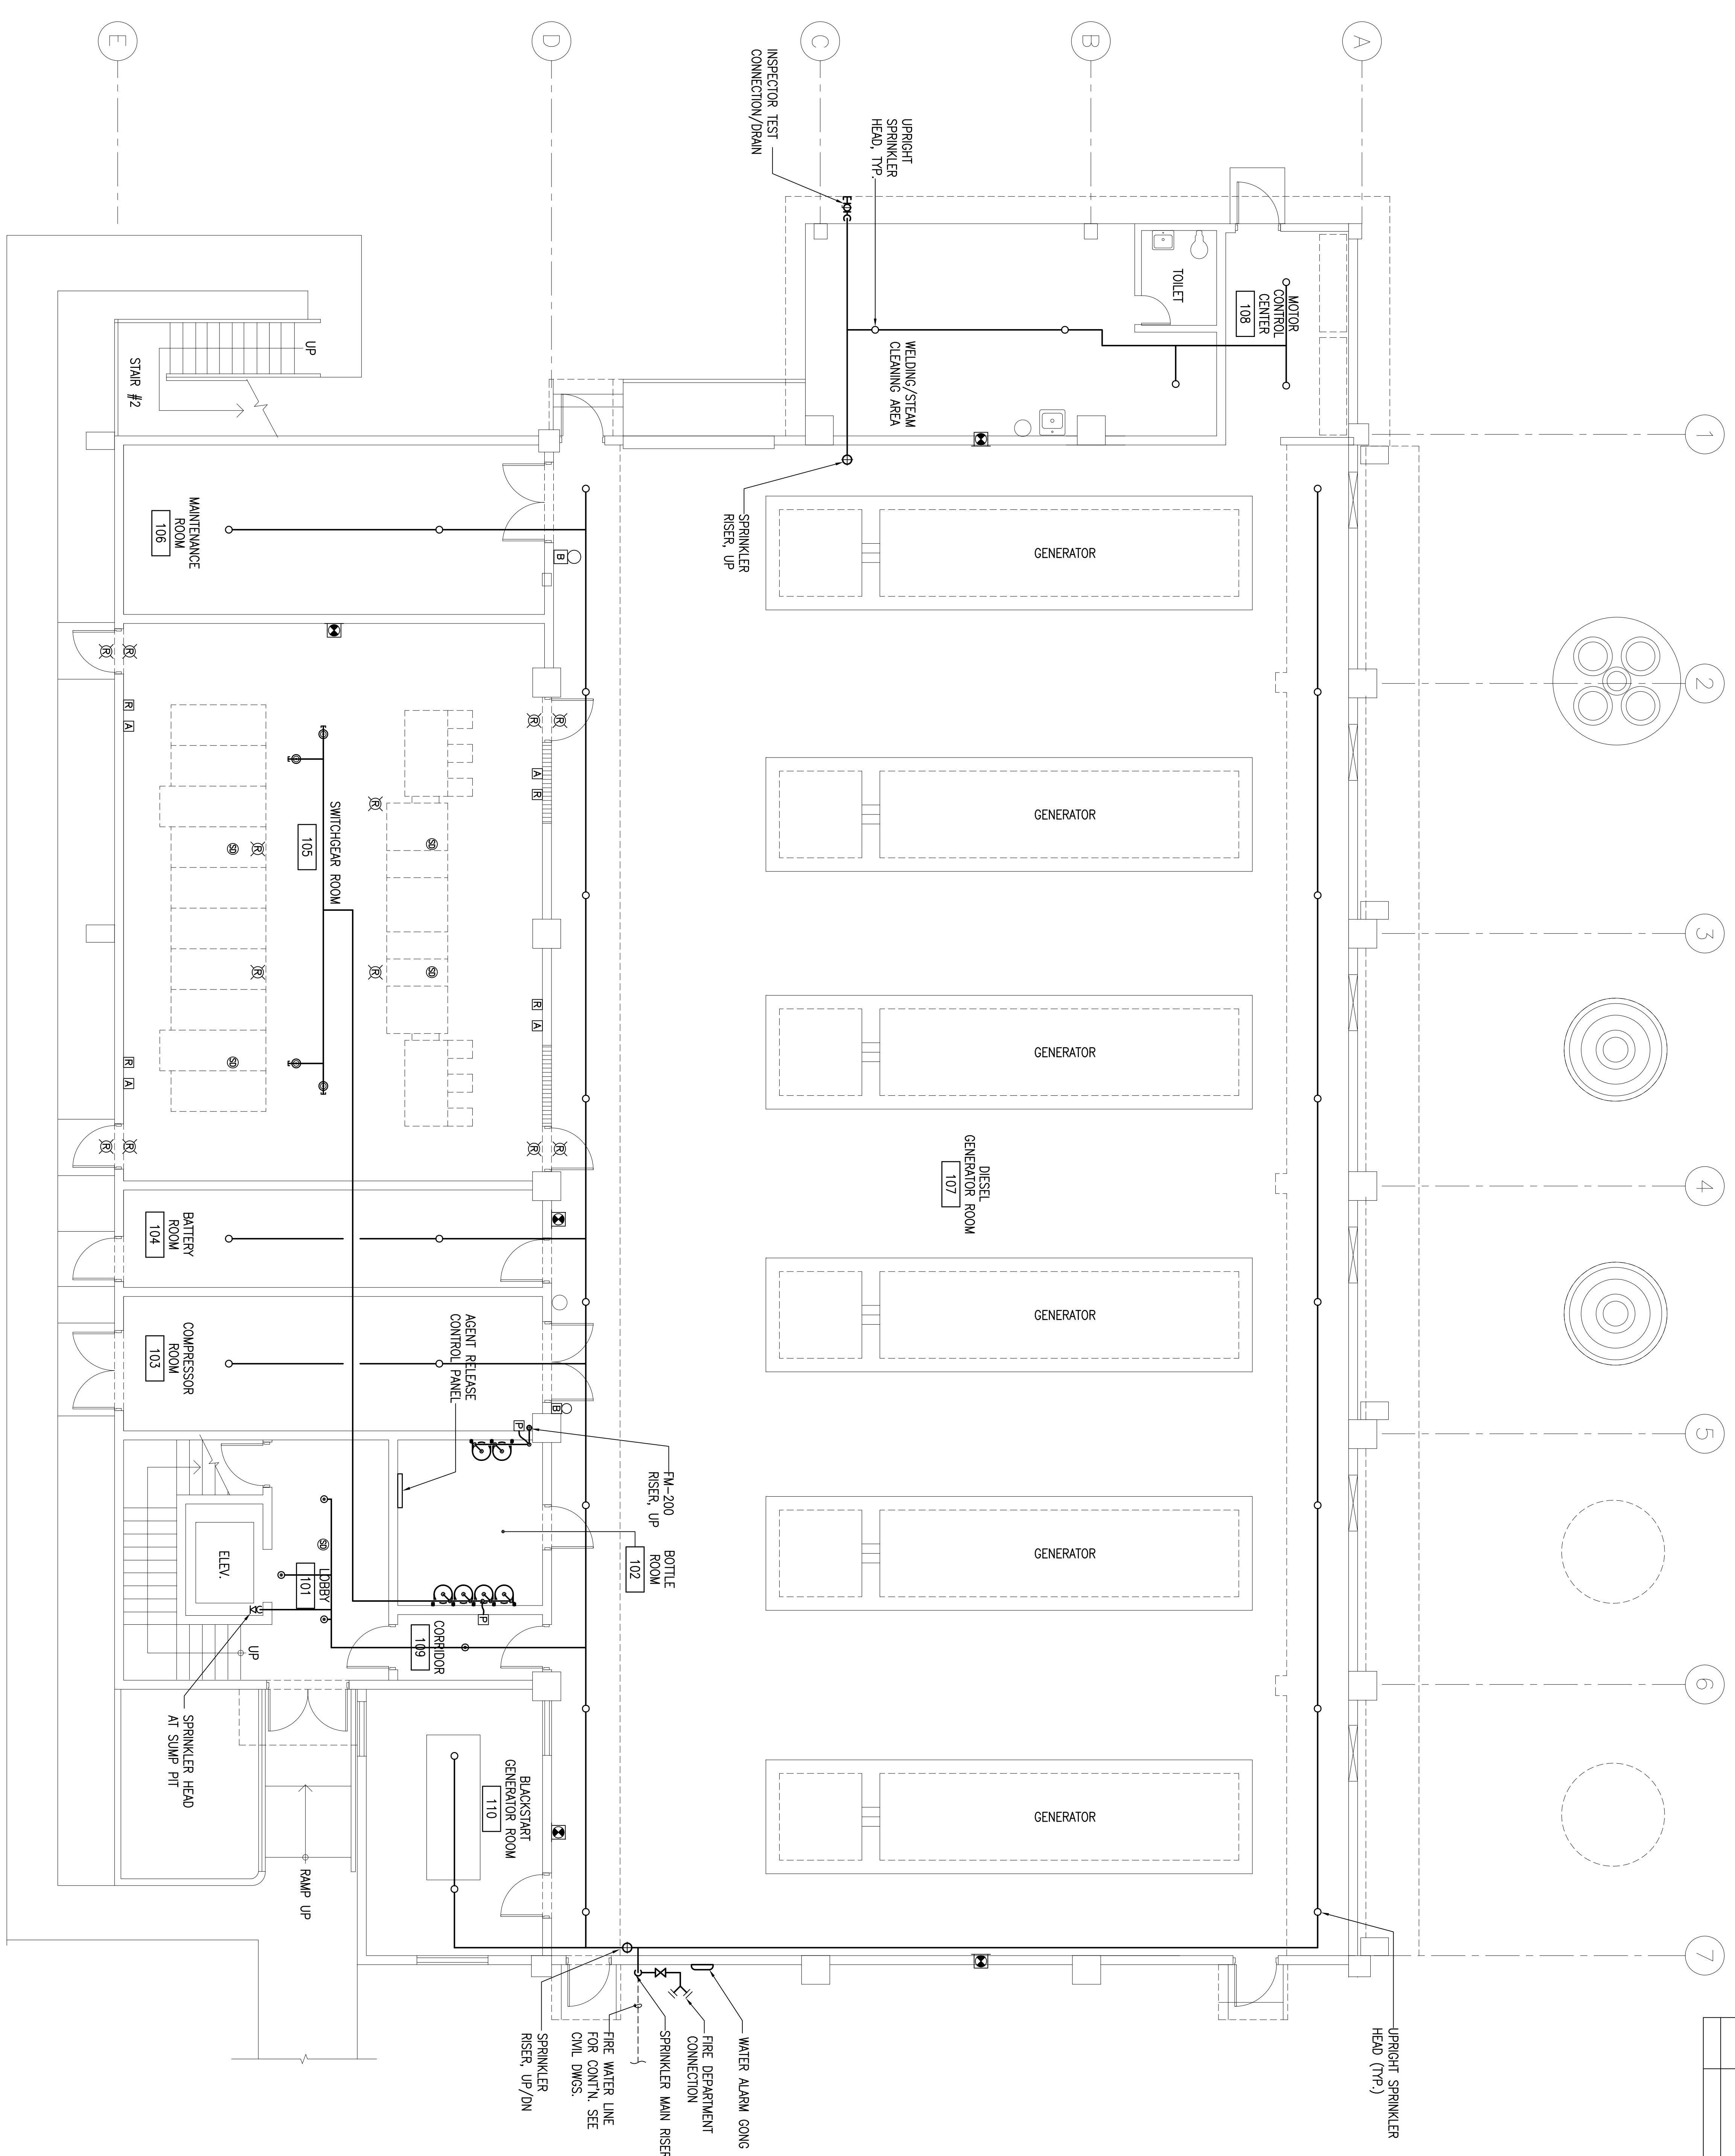 E
D
C
B
A
INSPECTOR TEST
CONNECTION/DRAIN
UPRIGHT
SPRINKLER
HEAD, TYP.
TOILET
MOTOR
CONTROL
CENTER
108
WELDING/STEAM
CLEANING AREA
UP
STAIR #2
1
SPRINKLER
RISER, UP
MAINTENANCE
ROOM
106
B
GENERATOR
R
R
R
A
R
R
2
A
R
R
SD
R
SD
SWITCHGEAR ROOM
105
GENERATOR
3
R
SD
R
SD
R
A
R
A
GENERATOR
R
R
R
R
DIESEL
GENERATOR ROOM
107
4
BATTERY
ROOM
104
GENERATOR
COMPRESSOR
ROOM
103
AGENT RELEASE
CONTROL PANEL
B
P
FM-200
RISER, UP
5
BOTTLE
ROOM
102
GENERATOR
ELEV.
SD
LOBBY
101
P
CORRIDOR
109
UP
SPRINKLER HEAD
AT SUMP PIT
6
BLACKSTART
GENERATOR ROOM
110
GENERATOR
RAMP UP
7
SPRINKLER
RISER, UP/DN
FIRE WATER LINE
FOR CONT'N. SEE
CIVIL DWGS.
SPRINKLER MAIN RISER
FIRE DEPARTMENT
CONNECTION
WATER ALARM GONG
UPRIGHT SPRINKLER
HEAD (TYP.)